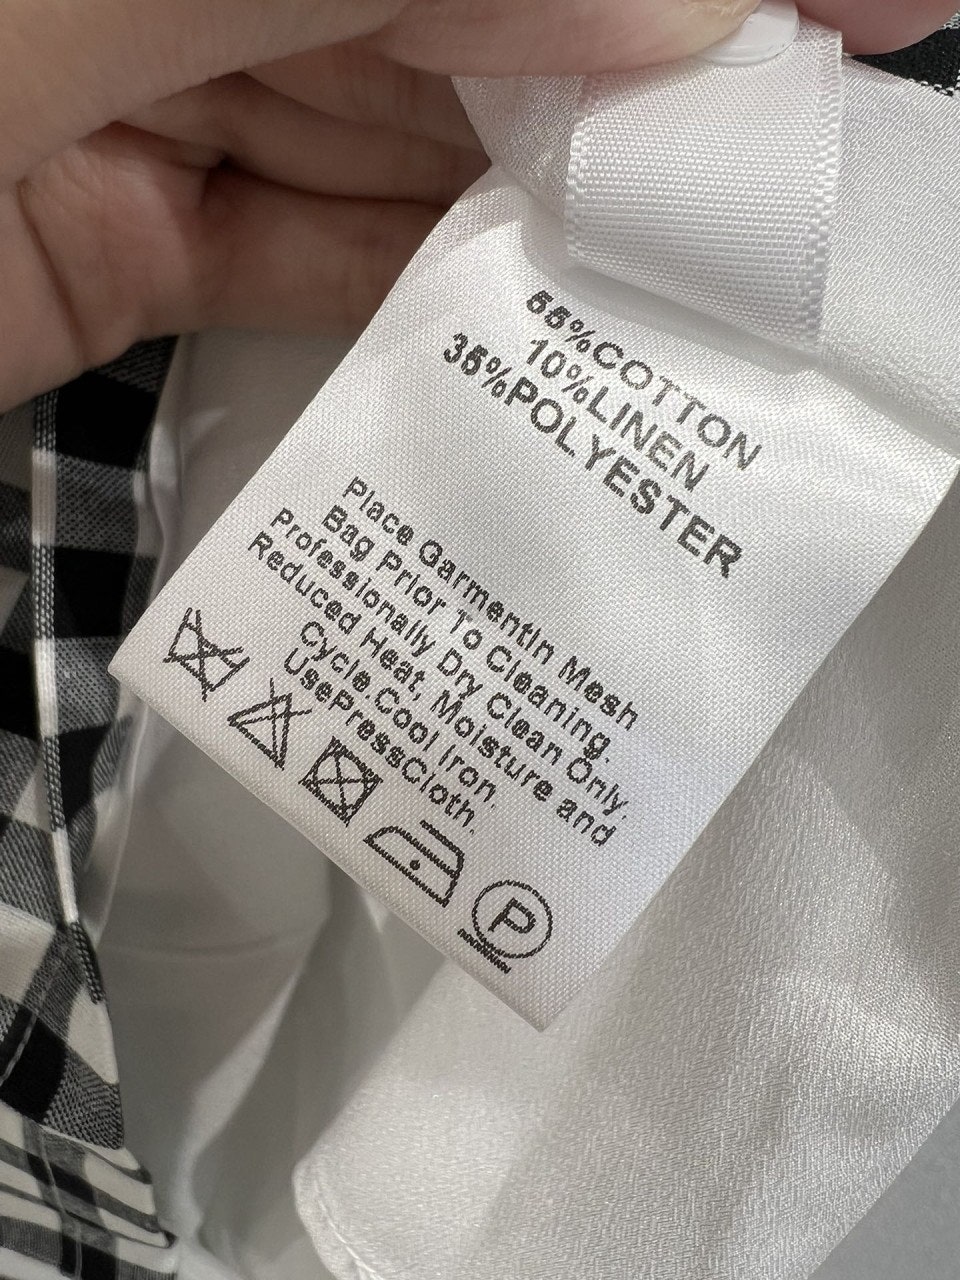 55%COTTON
10%LINEN
35%POLYESTER
Place GarmentIn Mesh
Bag Prior To Cleaning.
Professionally Dry Clean Only.
Reduced Heat, Moisture and
Cycle.Cool Iron.
UsePressCloth.
P